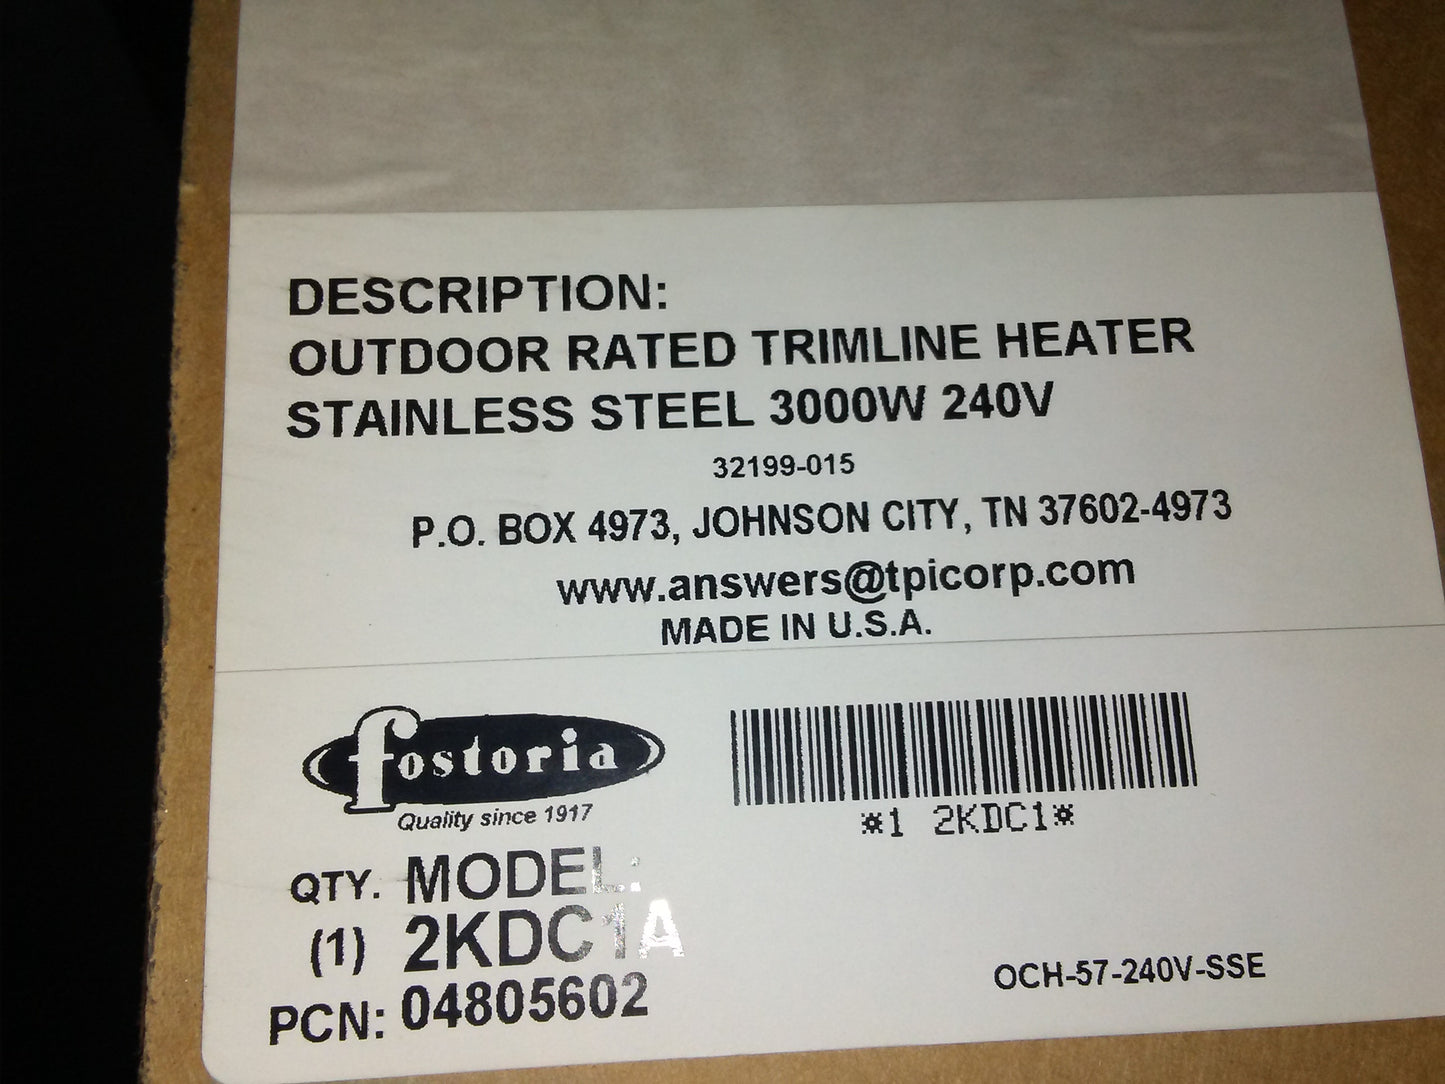 DESCRIPTION:
OUTDOOR RATED TRIMLINE HEATER
STAINLESS STEEL 3000W 240V
32199-015
P.O. BOX 4973, JOHNSON CITY, TN 37602-4973
www.answers@tpicorp.com
MADE IN U.S.A.
fostoria
Quality since 1917
*1 2KDC1*
QTY. MODEL:
(1) 2KDC1A
PCN: 04805602
OCH-57-240V-SSE